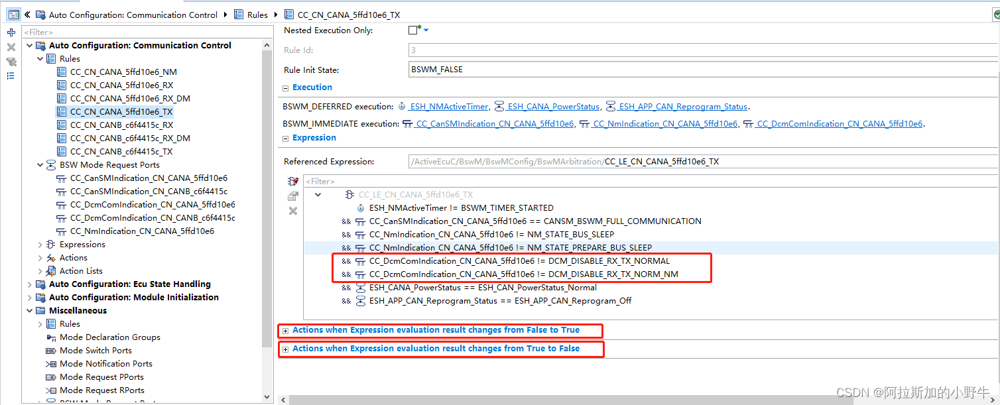 Auto Configuration: Communication Control Rules CC_CN_CANA_5ffd10e6_TX
<Filter>
Auto Configuration: Communication Control
Rules
CC_CN_CANA_5ffd10e6_NM
CC_CN_CANA_5ffd10e6_RX
CC_CN_CANA_5ffd10e6_RX_DM
CC_CN_CANA_5ffd10e6_TX
CC_CN_CANB_c6f4415c_RX
CC_CN_CANB_c6f4415c_RX_DM
CC_CN_CANB_c6f4415c_TX
BSW Mode Request Ports
CC_CanSMIndication_CN_CANA_5ffd10e6
CC_CanSMIndication_CN_CANB_c6f4415c
CC_DcmComIndication_CN_CANA_5ffd10e6
CC_DcmComIndication_CN_CANB_c6f4415c
CC_NmIndication_CN_CANA_5ffd10e6
Expressions
Actions
Action Lists
Auto Configuration: Ecu State Handling
Auto Configuration: Module Initialization
Miscellaneous
Rules
Mode Declaration Groups
Mode Switch Ports
Mode Notification Ports
Mode Request PPorts
Mode Request RPorts
Nested Execution Only:
Rule Id: 3
Rule Init State: BSWM_FALSE
Execution
BSWM_DEFERRED execution: ESH_NMActiveTimer, ESH_CANA_PowerStatus, ESH_APP_CAN_Reprogram_Status.
BSWM_IMMEDIATE execution: CC_CanSMIndication_CN_CANA_5ffd10e6, CC_NmIndication_CN_CANA_5ffd10e6, CC_DcmComIndication_CN_CANA_5ffd10e6.
Expression
Referenced Expression: /ActiveEcuC/BswM/BswMConfig/BswMArbitration/CC_LE_CN_CANA_5ffd10e6_TX
<Filter>
CC_LE_CN_CANA_5ffd10e6_TX
ESH_NMActiveTimer != BSWM_TIMER_STARTED
&& CC_CanSMIndication_CN_CANA_5ffd10e6 == CANSM_BSWM_FULL_COMMUNICATION
&& CC_NmIndication_CN_CANA_5ffd10e6 != NM_STATE_BUS_SLEEP
&& CC_NmIndication_CN_CANA_5ffd10e6 != NM_STATE_PREPARE_BUS_SLEEP
&& CC_DcmComIndication_CN_CANA_5ffd10e6 != DCM_DISABLE_RX_TX_NORMAL
&& CC_DcmComIndication_CN_CANA_5ffd10e6 != DCM_DISABLE_RX_TX_NORM_NM
&& ESH_CANA_PowerStatus == ESH_CAN_PowerStatus_Normal
&& ESH_APP_CAN_Reprogram_Status == ESH_APP_CAN_Reprogram_Off
Actions when Expression evaluation result changes from False to True
Actions when Expression evaluation result changes from True to False
CSDN @阿拉斯加的小野牛